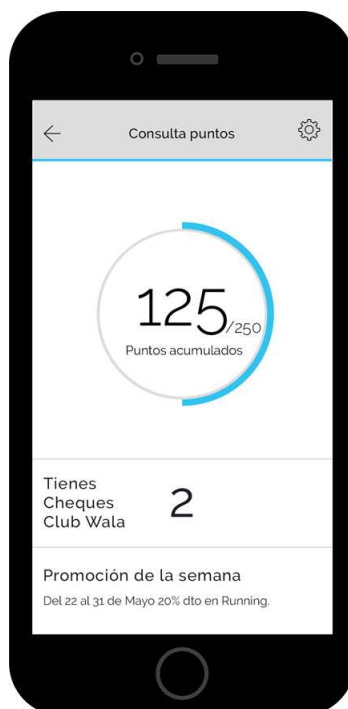 Consulta puntos
125/250
Puntos acumulados
Tienes
Cheques
Club Wala
2
Promoción de la semana
Del 22 al 31 de Mayo 20% dto en Running.